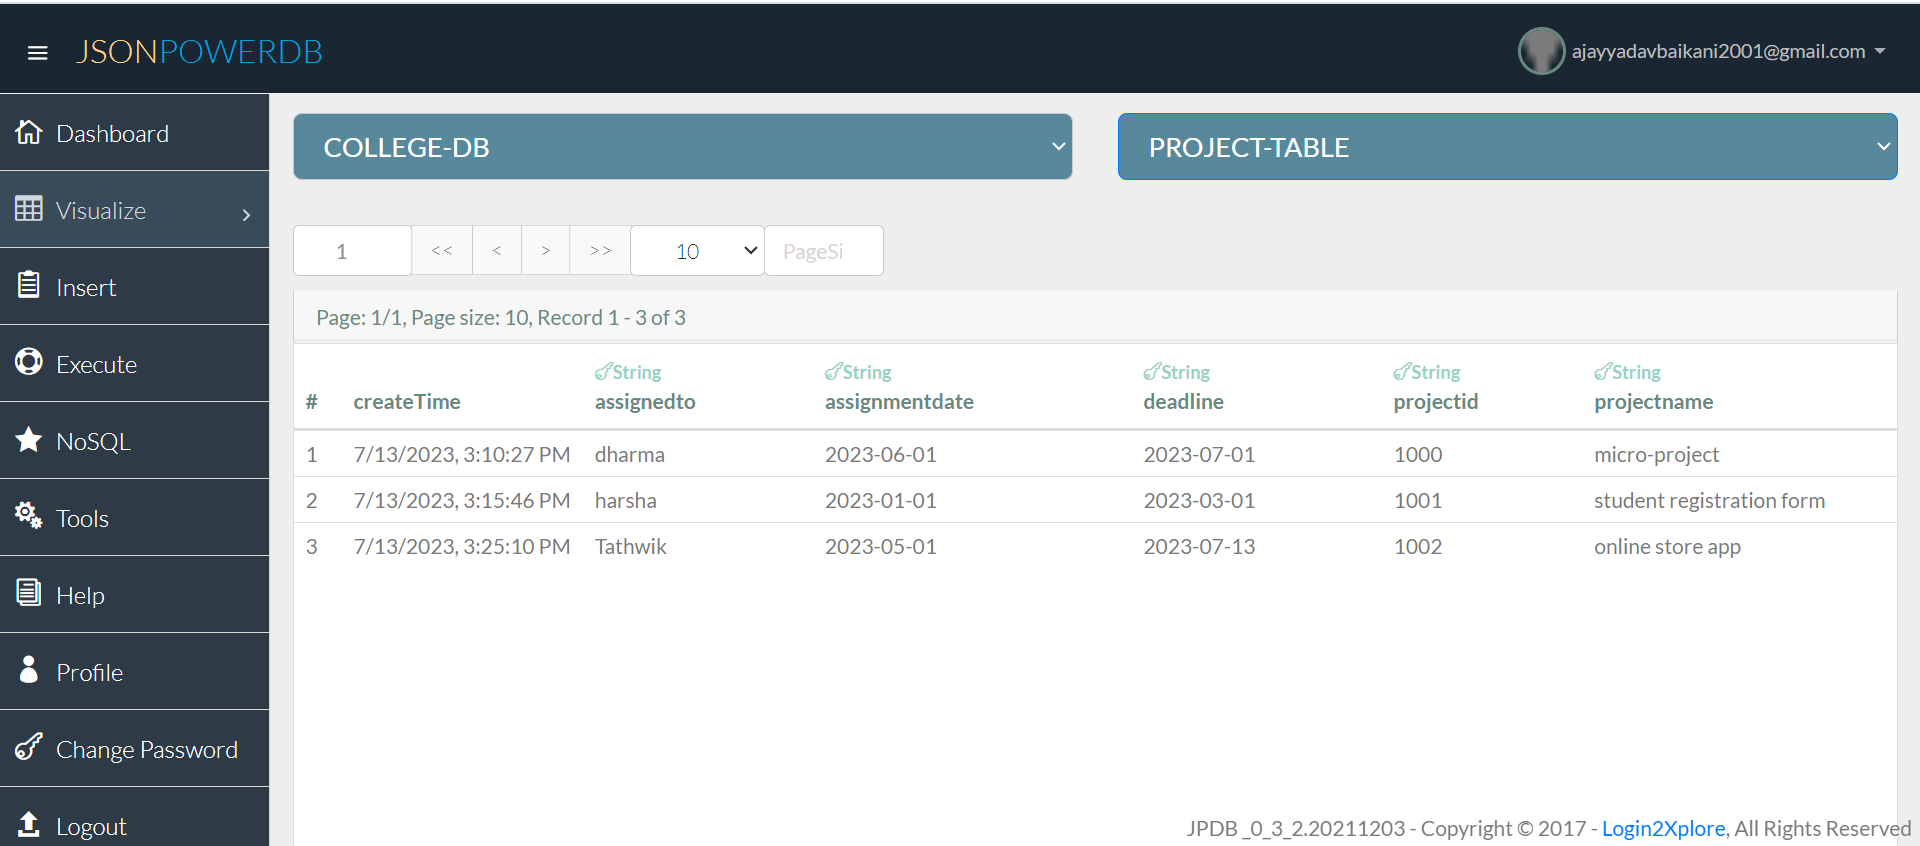 JSONPOWERDB
ajayyadavbaikani2001@gmail.com
Dashboard
Visualize
Insert
Execute
NoSQL
Tools
Help
Profile
Change Password
Logout
COLLEGE-DB
PROJECT-TABLE
1 << < > >> 10 PageSi
Page: 1/1, Page size: 10, Record 1 - 3 of 3
String String String String String
# createTime assignedto assignmentdate deadline projectid projectname
1 7/13/2023, 3:10:27 PM dharma 2023-06-01 2023-07-01 1000 micro-project
2 7/13/2023, 3:15:46 PM harsha 2023-01-01 2023-03-01 1001 student registration form
3 7/13/2023, 3:25:10 PM Tathwik 2023-05-01 2023-07-13 1002 online store app
JPDB _0_3_2.20211203 - Copyright © 2017 - Login2Xplore, All Rights Reserved